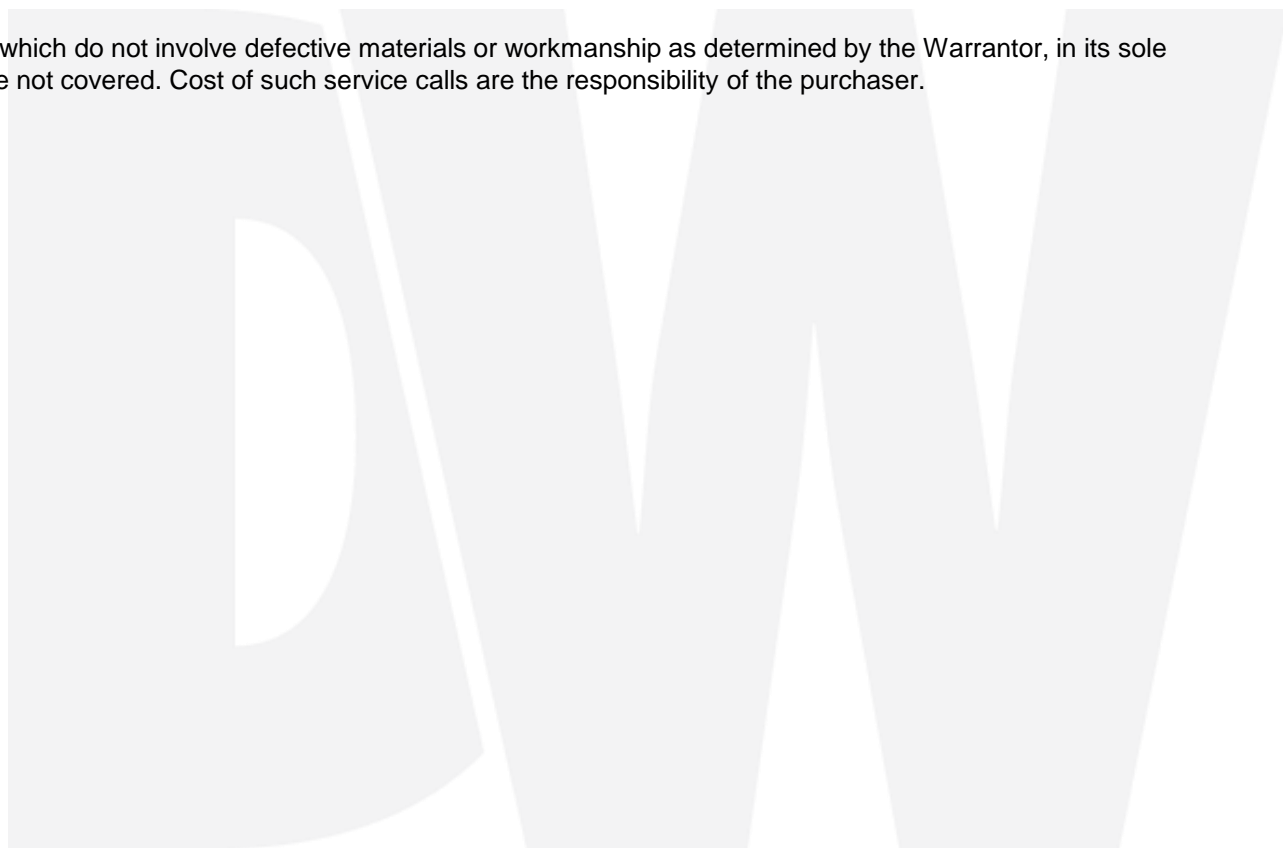 which do not involve defective materials or workmanship as determined by the Warrantor, in its sole
not covered. Cost of such service calls are the responsibility of the purchaser.
DW